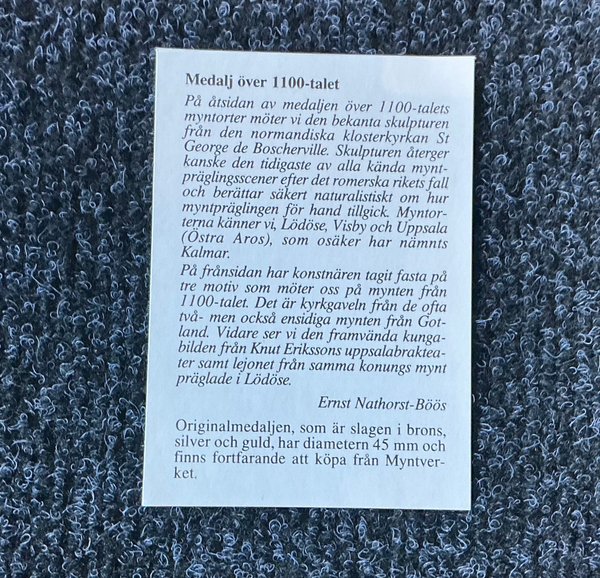 Medalj över 1100-talet
På åtsidan av medaljen över 1100-talets
myntorter möter vi den bekanta skulpturen
från den normandiska klosterkyrkan St
George de Boscherville. Skulpturen återger
kanske den tidigaste av alla kända mynt-
präglingsscener efter det romerska rikets fall
och berättar säkert naturalistiskt om hur
myntpräglingen för hand tillgick. Myntor-
terna känner vi, Lödöse, Visby och Uppsala
(Östra Aros), som osäker har nämnts
Kalmar.
På frånsidan har konstnären tagit fasta på
tre motiv som möter oss på mynten från
1100-talet. Det är kyrkgaveln från de ofta
två- men också ensidiga mynten från Got-
land. Vidare ser vi den framvända kunga-
bilden från Knut Erikssons uppsalabraktea-
ter samt lejonet från samma konungs mynt
präglade i Lödöse.
Ernst Nathorst-Böös
Originalmedaljen, som är slagen i brons,
silver och guld, har diametern 45 mm och
finns fortfarande att köpa från Myntver-
ket.